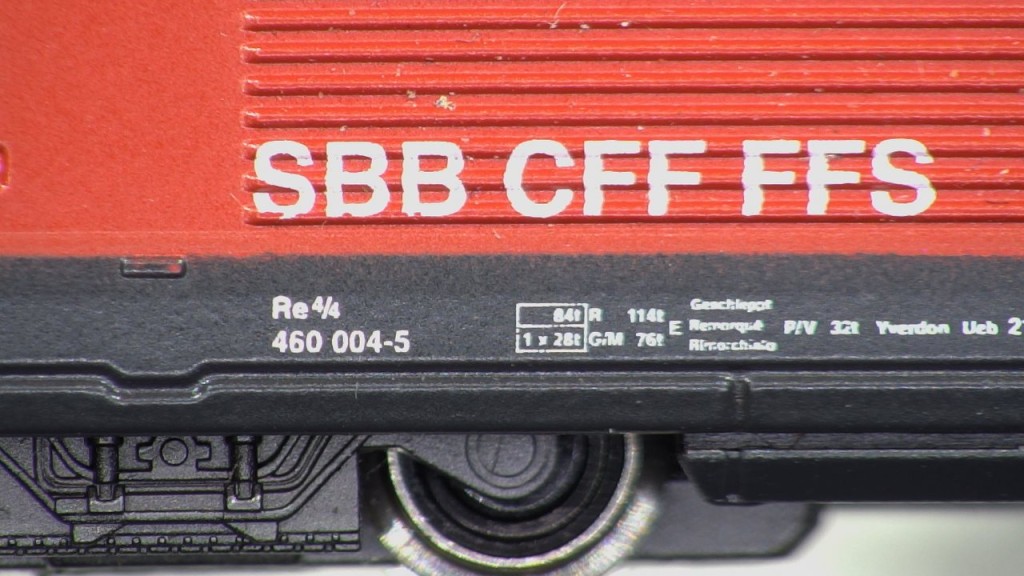 SBB CFF FFS
Re 4/4
460 004-5
84t R 114t
1 x 28t G/M 76t
E
Geschleppt
Remorqué
Rimorchiato
P/V 32t Yverdon Ueb 2